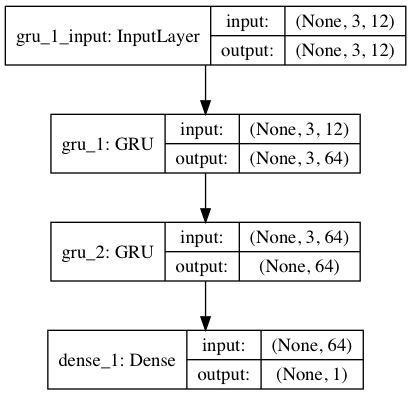 gru_1_input: InputLayer
input: (None, 3, 12)
output: (None, 3, 12)
gru_1: GRU
input: (None, 3, 12)
output: (None, 3, 64)
gru_2: GRU
input: (None, 3, 64)
output: (None, 64)
dense_1: Dense
input: (None, 64)
output: (None, 1)